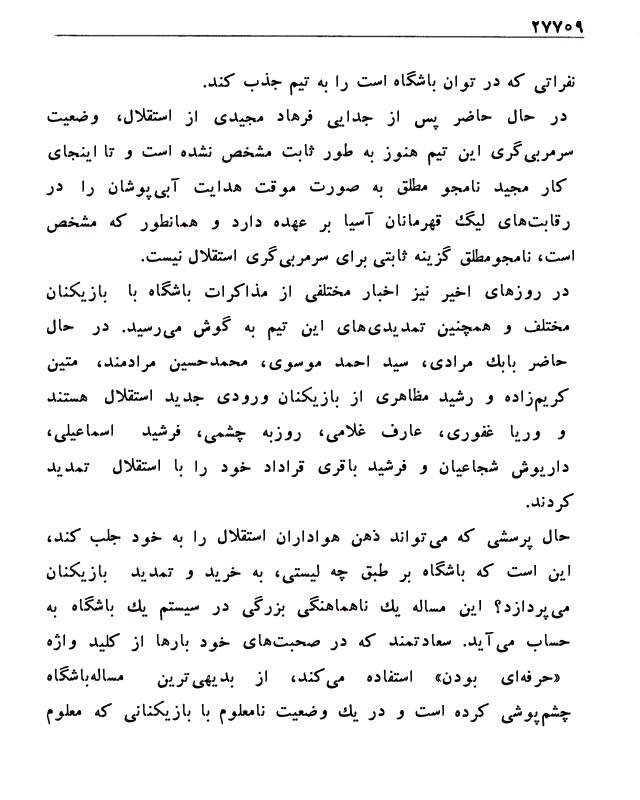 ۲۷۷۰۹
نفراتی که در توان باشگاه است را به تیم جذب کند.
در حال حاضر پس از جدایی فرهاد مجیدی از استقلال، وضعیت
سرمربی‌گری این تیم هنوز به طور ثابت مشخص نشده است و تا اینجای
کار مجید نامجو مطلق به صورت موقت هدایت آبی‌پوشان را در
رقابت‌های لیگ قهرمانان آسیا بر عهده دارد و همانطور که مشخص
است، نامجومطلق گزینه ثابتی برای سرمربی‌گری استقلال نیست.
در روزهای اخیر نیز اخبار مختلفی از مذاکرات باشگاه با بازیکنان
مختلف و همچنین تمدیدی‌های این تیم به گوش می‌رسید. در حال
حاضر بابک مرادی، سید احمد موسوی، محمدحسین مرادمند، متین
کریم‌زاده و رشید مظاهری از بازیکنان ورودی جدید استقلال هستند
و وریا غفوری، عارف غلامی، روزبه چشمی، فرشید اسماعیلی،
داریوش شجاعیان و فرشید باقری قراداد خود را با استقلال تمدید
کردند.
حال پرسشی که می‌تواند ذهن هواداران استقلال را به خود جلب کند،
این است که باشگاه بر طبق چه لیستی، به خرید و تمدید بازیکنان
می‌پردازد؟ این مساله یک ناهماهنگی بزرگی در سیستم یک باشگاه به
حساب می‌آید. سعادتمند که در صحبت‌های خود بارها از کلید واژه
«حرفه‌ای بودن» استفاده می‌کند، از بدیهی‌ترین مساله‌باشگاه
چشم‌پوشی کرده است و در یک وضعیت نامعلوم با بازیکنانی که معلوم